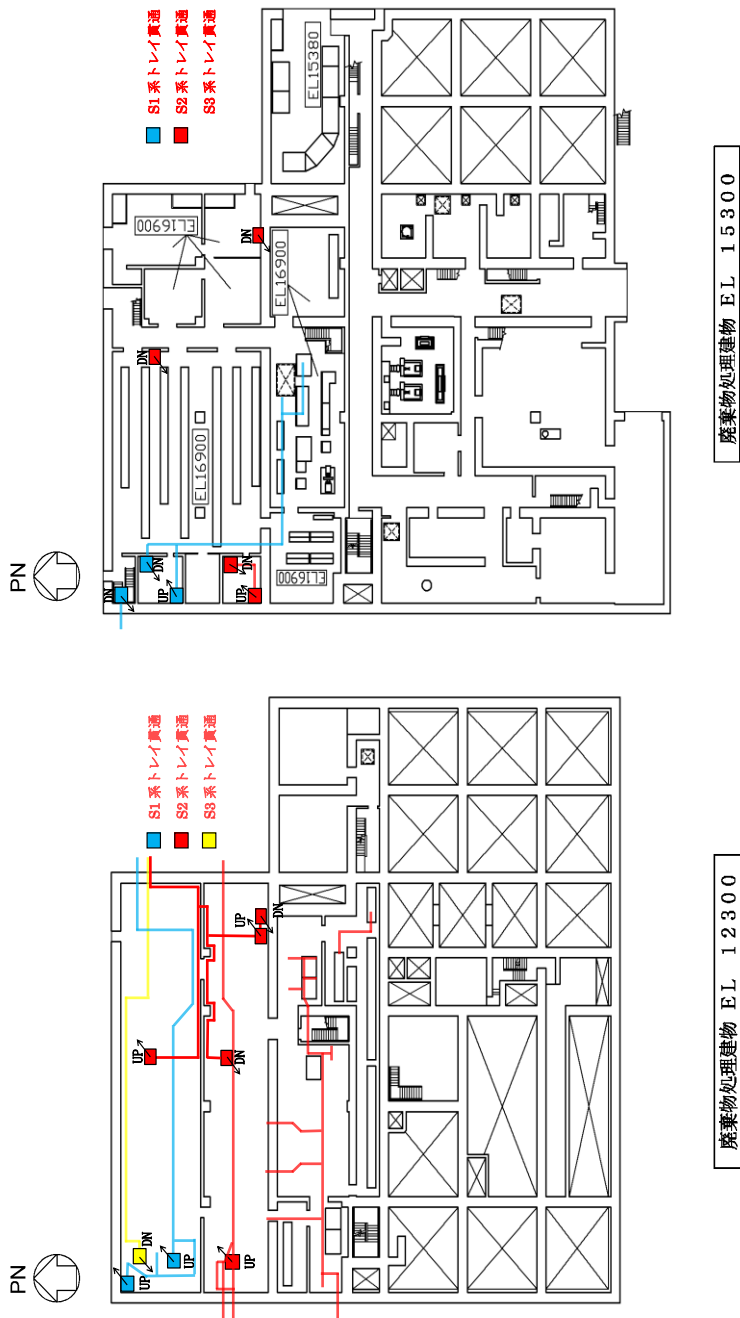 PN
S1 系トレイ貫通
S2 系トレイ貫通
S3 系トレイ貫通
EL15380
EL16900
EL16900
EL16900
EL16900
DN
DN
DN
DN
UP
DN
UP
廃棄物処理建物 EL 15300
PN
S1 系トレイ貫通
S2 系トレイ貫通
S3 系トレイ貫通
UP
DN
UP
DN
DN
UP
UP
UP
UP
廃棄物処理建物 EL 12300